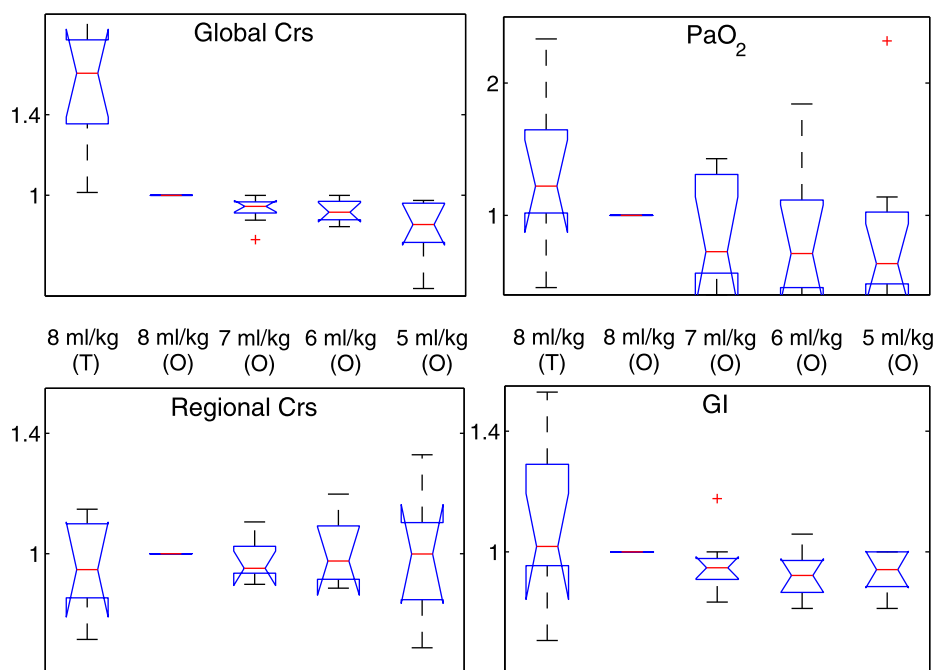 Global Crs
1.4
1
PaO2
2
1
8 ml/kg (T) 8 ml/kg (O) 7 ml/kg (O) 6 ml/kg (O) 5 ml/kg (O)
8 ml/kg (T) 8 ml/kg (O) 7 ml/kg (O) 6 ml/kg (O) 5 ml/kg (O)
Regional Crs
1.4
1
GI
1.4
1